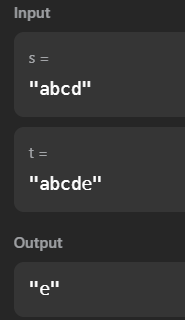 Input
s =
"abcd"
t =
"abcde"
Output
"e"